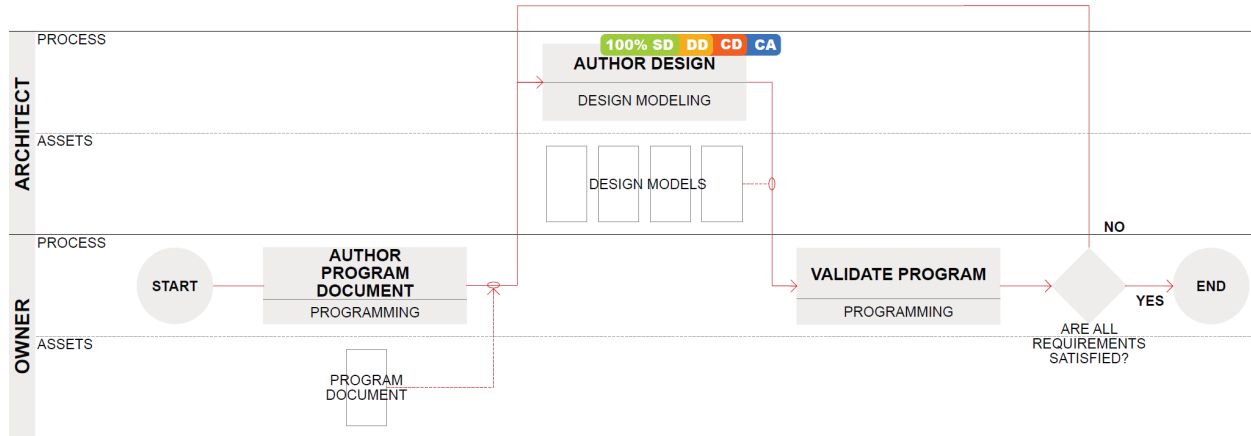 PROCESS
100% SD DD CD CA
AUTHOR DESIGN
DESIGN MODELING
ARCHITECT
ASSETS
DESIGN MODELS
NO
PROCESS
START
AUTHOR
PROGRAM
DOCUMENT
PROGRAMMING
VALIDATE PROGRAM
PROGRAMMING
YES
END
OWNER
ARE ALL
REQUIREMENTS
SATISFIED?
ASSETS
PROGRAM
DOCUMENT